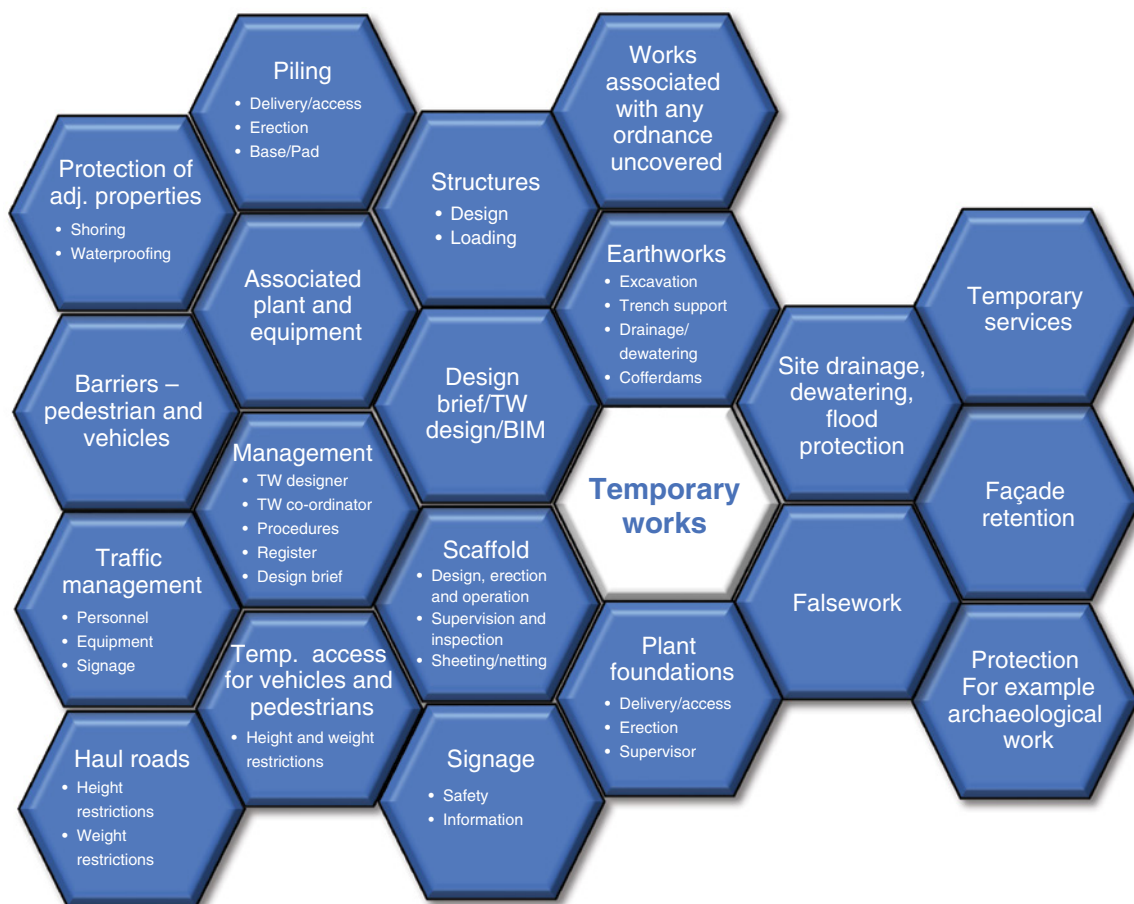 Piling
• Delivery/access
• Erection
• Base/Pad
Works
associated
with any
ordnance
uncovered
Protection of
adj. properties
• Shoring
• Waterproofing
Structures
• Design
• Loading
Associated
plant and
equipment
Earthworks
• Excavation
• Trench support
• Drainage/
dewatering
• Cofferdams
Temporary
services
Barriers –
pedestrian and
vehicles
Design
brief/TW
design/BIM
Site drainage,
dewatering,
flood
protection
Management
• TW designer
• TW co-ordinator
• Procedures
• Register
• Design brief
Temporary
works
Façade
retention
Traffic
management
• Personnel
• Equipment
• Signage
Scaffold
• Design, erection
and operation
• Supervision and
inspection
• Sheeting/netting
Falsework
Temp. access
for vehicles and
pedestrians
• Height and weight
restrictions
Plant
foundations
• Delivery/access
• Erection
• Supervisor
Protection
For example
archaeological
work
Haul roads
• Height
restrictions
• Weight
restrictions
Signage
• Safety
• Information